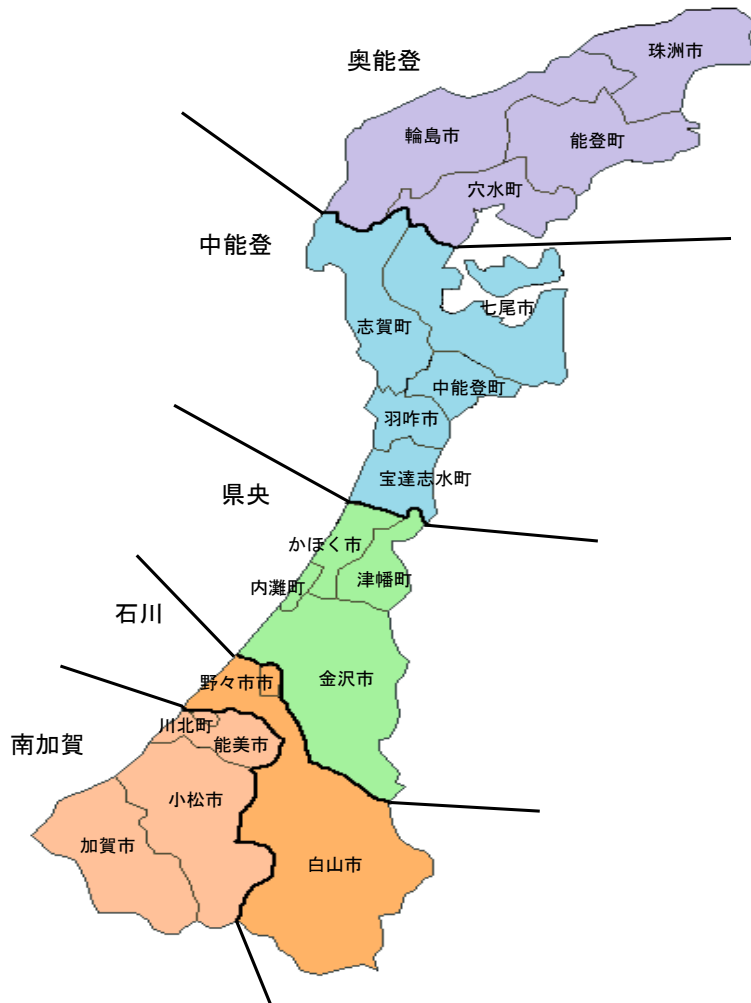 奥能登
珠洲市
輪島市
能登町
穴水町
中能登
七尾市
志賀町
中能登町
羽咋市
宝達志水町
県央
かほく市
津幡町
内灘町
石川
金沢市
野々市市
川北町
能美市
南加賀
小松市
加賀市
白山市